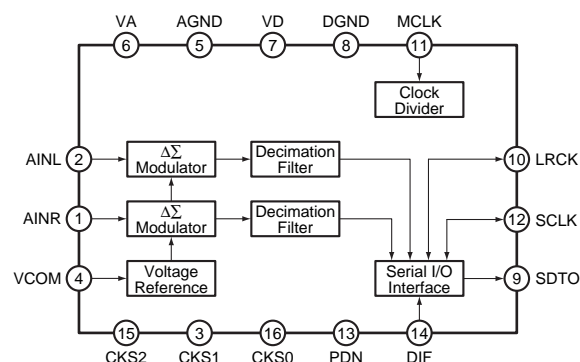 VA AGND VD DGND MCLK
6 5 7 8 11
Clock
Divider
AINL 2
ΔΣ
Modulator
Decimation
Filter
10 LRCK
AINR 1
ΔΣ
Modulator
Decimation
Filter
12 SCLK
VCOM 4
Voltage
Reference
Serial I/O
Interface
9 SDTO
15 3 16 13 14
CKS2 CKS1 CKS0 PDN DIF